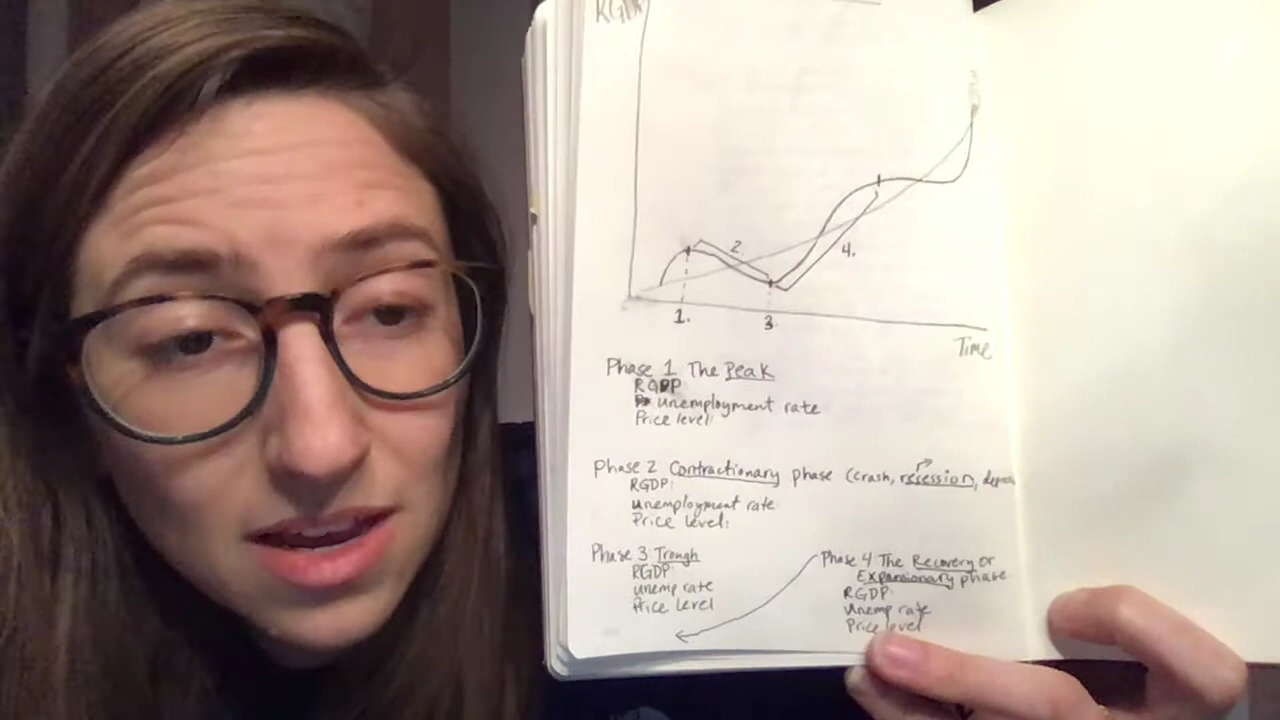 RGDP
2.
4.
1.
3.
Time
Phase 1 The Peak
RGDP:
unemployment rate
Price level:
Phase 2 Contractionary phase (crash, recession,
RGDP:
unemployment rate
Price level:
Phase 3 Trough
RGDP:
unemp rate
Price level
Phase 4 The Recovery or
Expansionary phase
RGDP:
Unemp rate
Price level